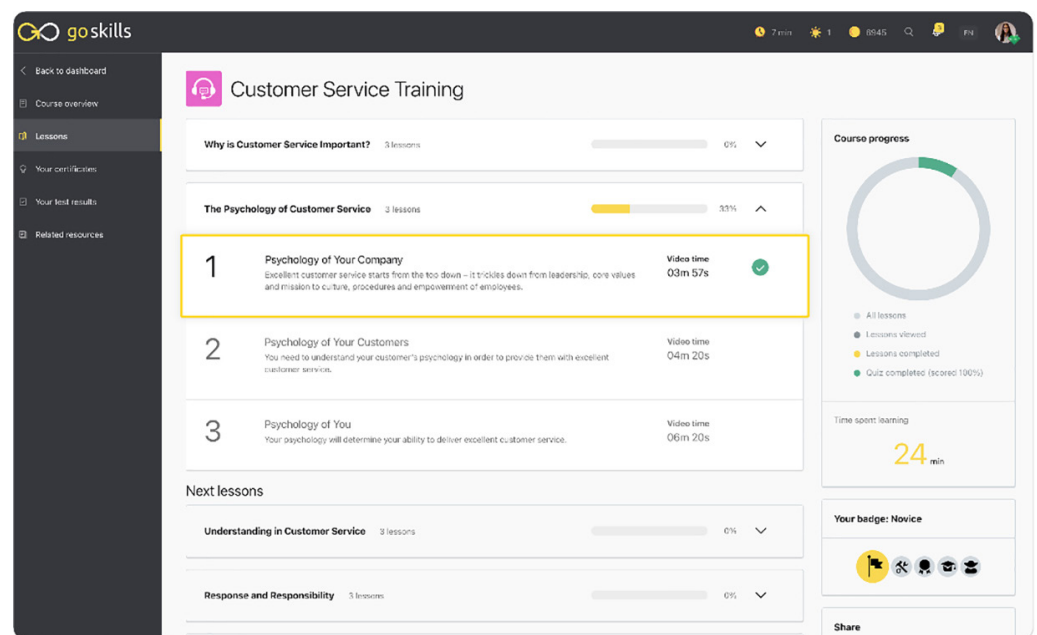 go skills
7 min
1
6945
EN
Back to dashboard
Course overview
Lessons
Your certificates
Your test results
Related resources
Customer Service Training
Why is Customer Service Important? 3 lessons 0%
The Psychology of Customer Service 3 lessons 33%
1
Psychology of Your Company
Excellent customer service starts from the top down – it trickles down from leadership, core values
and mission to culture, procedures and empowerment of employees.
Video time
03m 57s
2
Psychology of Your Customers
You need to understand your customer's psychology in order to provide them with excellent
customer service.
Video time
04m 20s
3
Psychology of You
Your psychology will determine your ability to deliver excellent customer service.
Video time
06m 20s
Next lessons
Understanding in Customer Service 3 lessons 0%
Response and Responsibility 3 lessons 0%
Course progress
All lessons
Lessons viewed
Lessons completed
Quiz completed (scored 100%)
Time spent learning
24 min
Your badge: Novice
Share